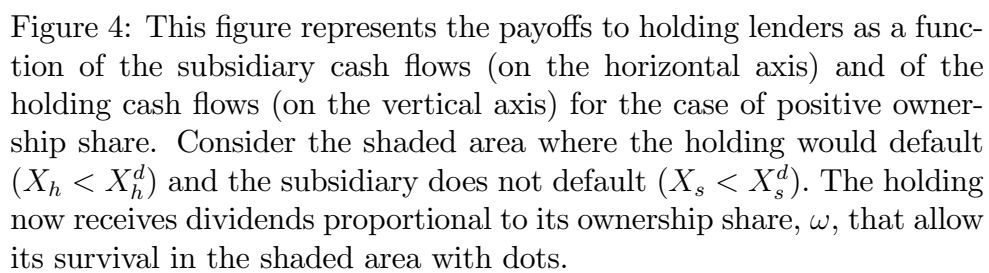 Figure 4: This figure represents the payoffs to holding lenders as a func-
tion of the subsidiary cash flows (on the horizontal axis) and of the
holding cash flows (on the vertical axis) for the case of positive owner-
ship share. Consider the shaded area where the holding would default
($X_h < X_h^d$) and the subsidiary does not default ($X_s < X_s^d$). The holding
now receives dividends proportional to its ownership share, $\omega$, that allow
its survival in the shaded area with dots.